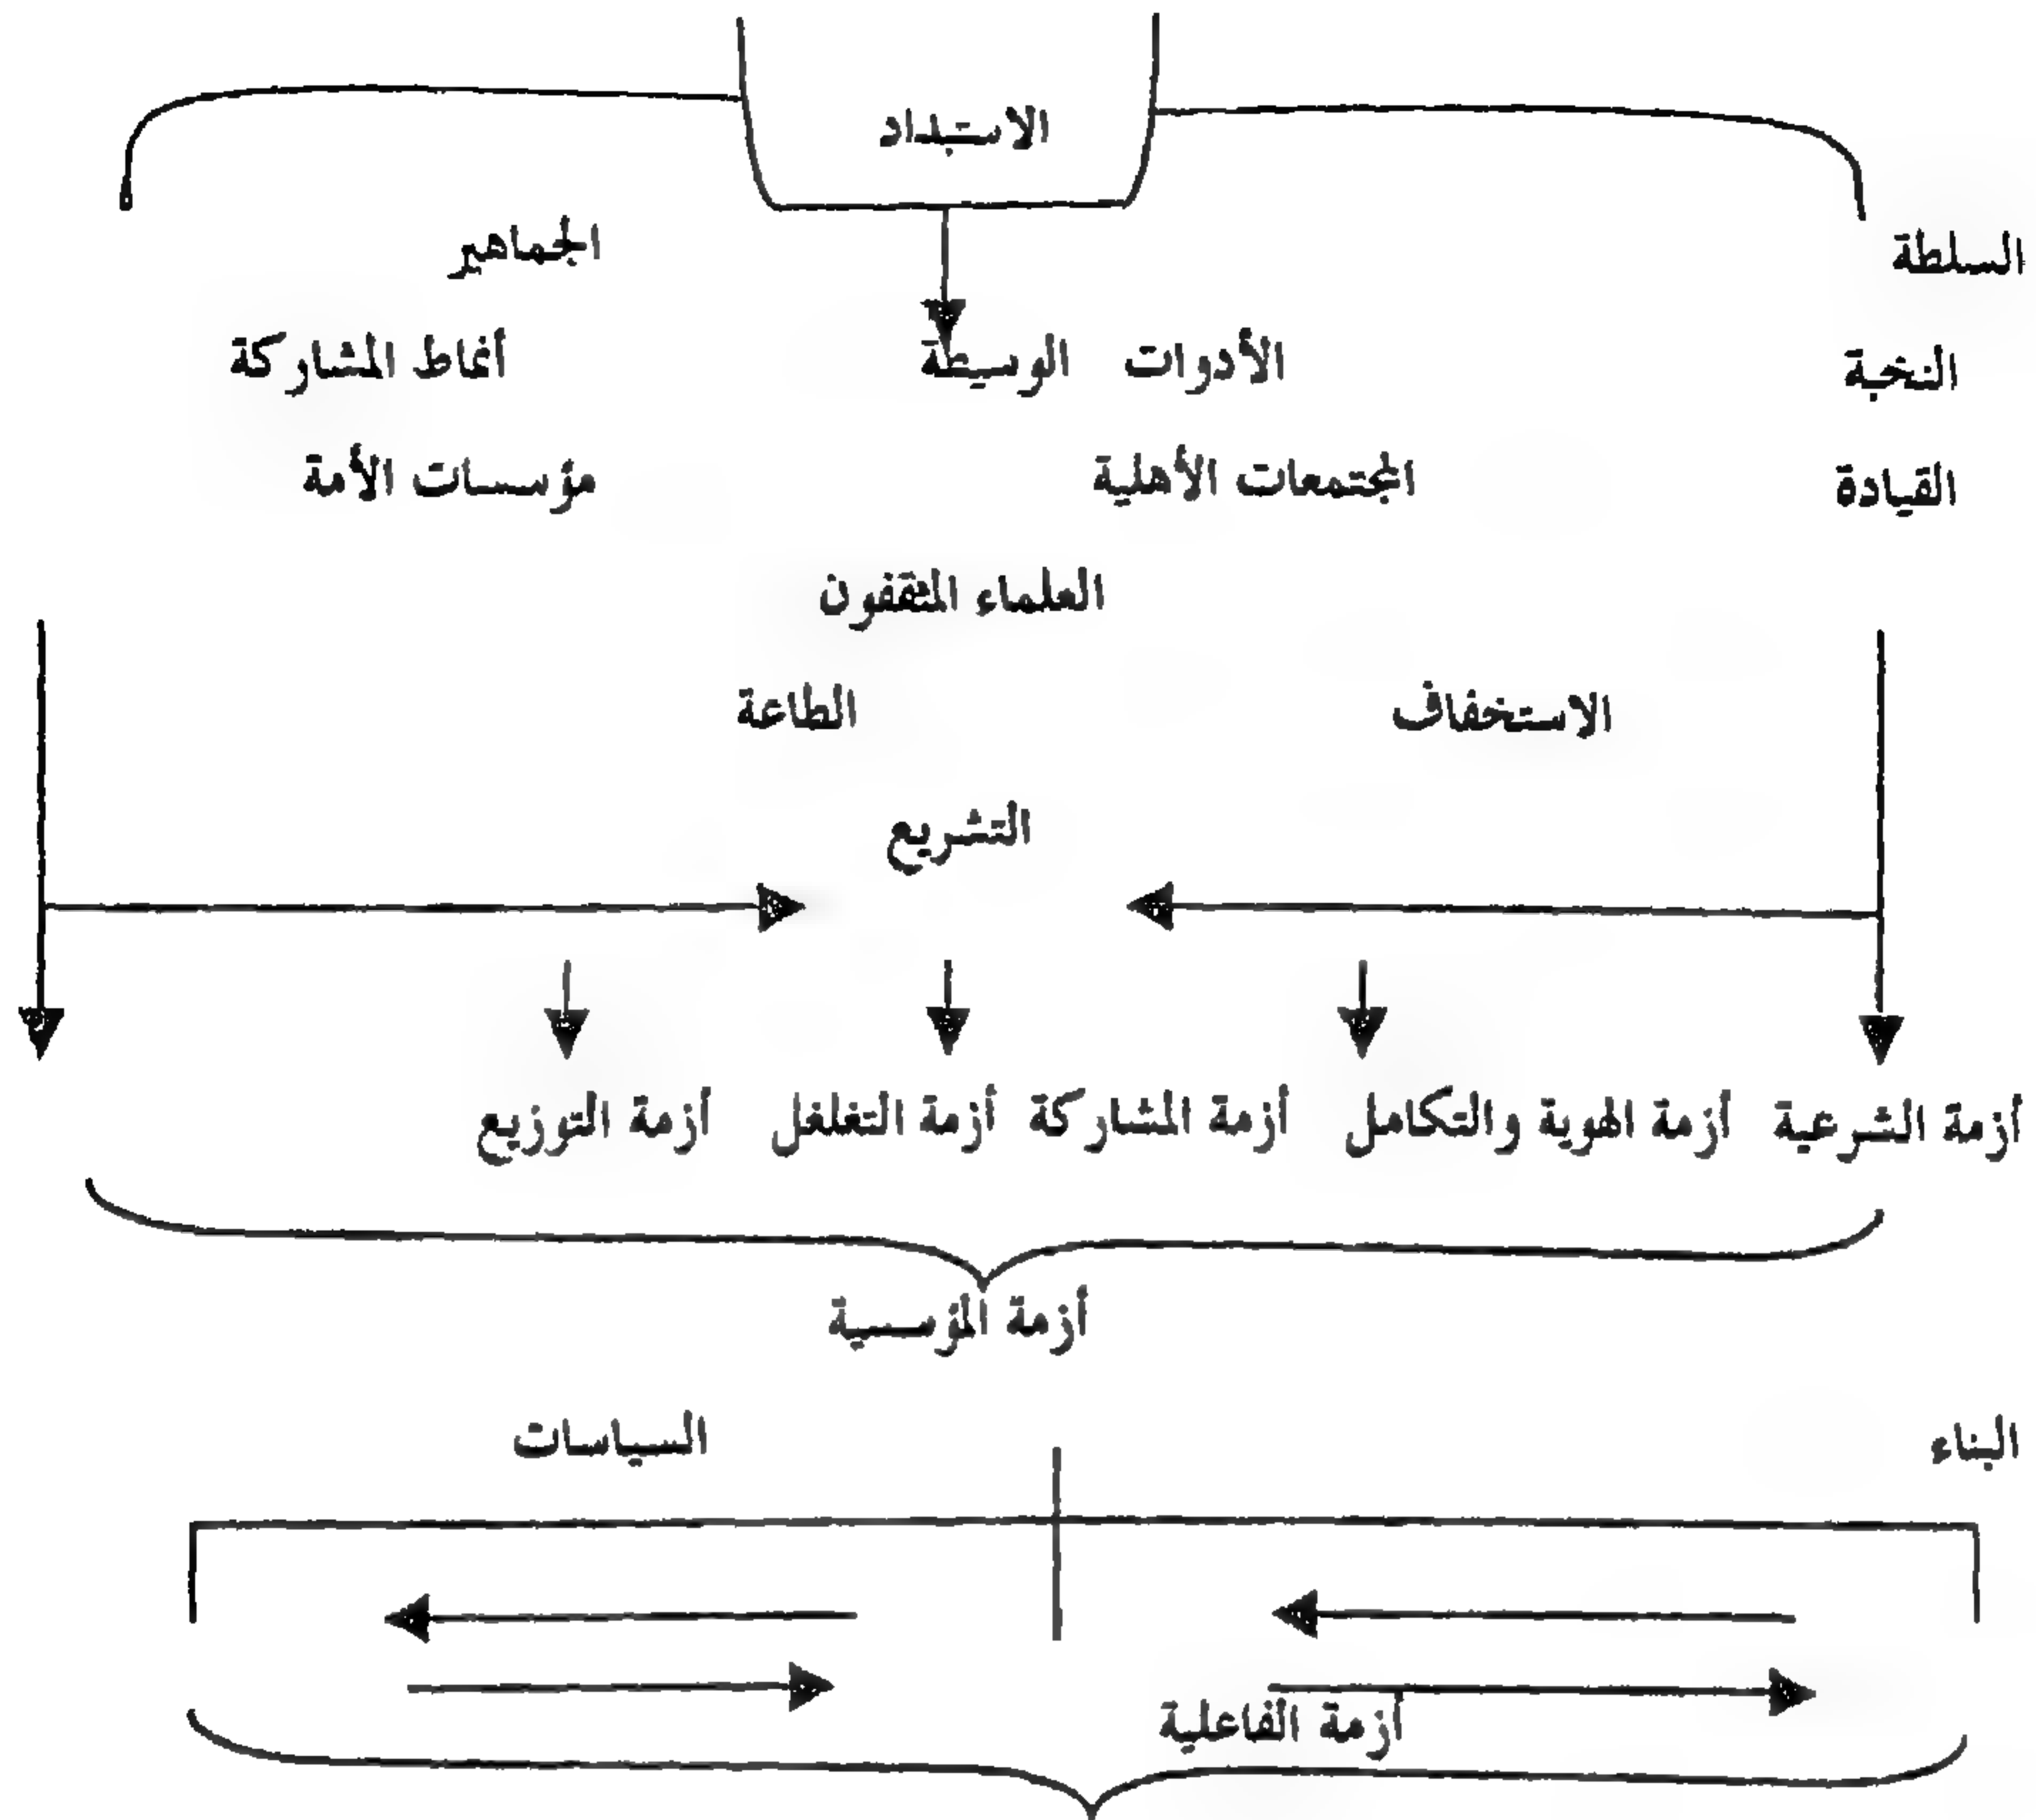 الاستبداد
السلطة الجماهير
النخبة الأدوات الوسيطة أنماط المشاركة
القيادة المجتمعات الأهلية مؤسسات الأمة
العلماء المثقفون
الاستخفاف الطاعة
التشريع
أزمة الشرعية أزمة الهوية والتكامل أزمة المشاركة أزمة التغلغل أزمة التوزيع
أزمة المؤسسية
البناء السياسات
أزمة الفاعلية